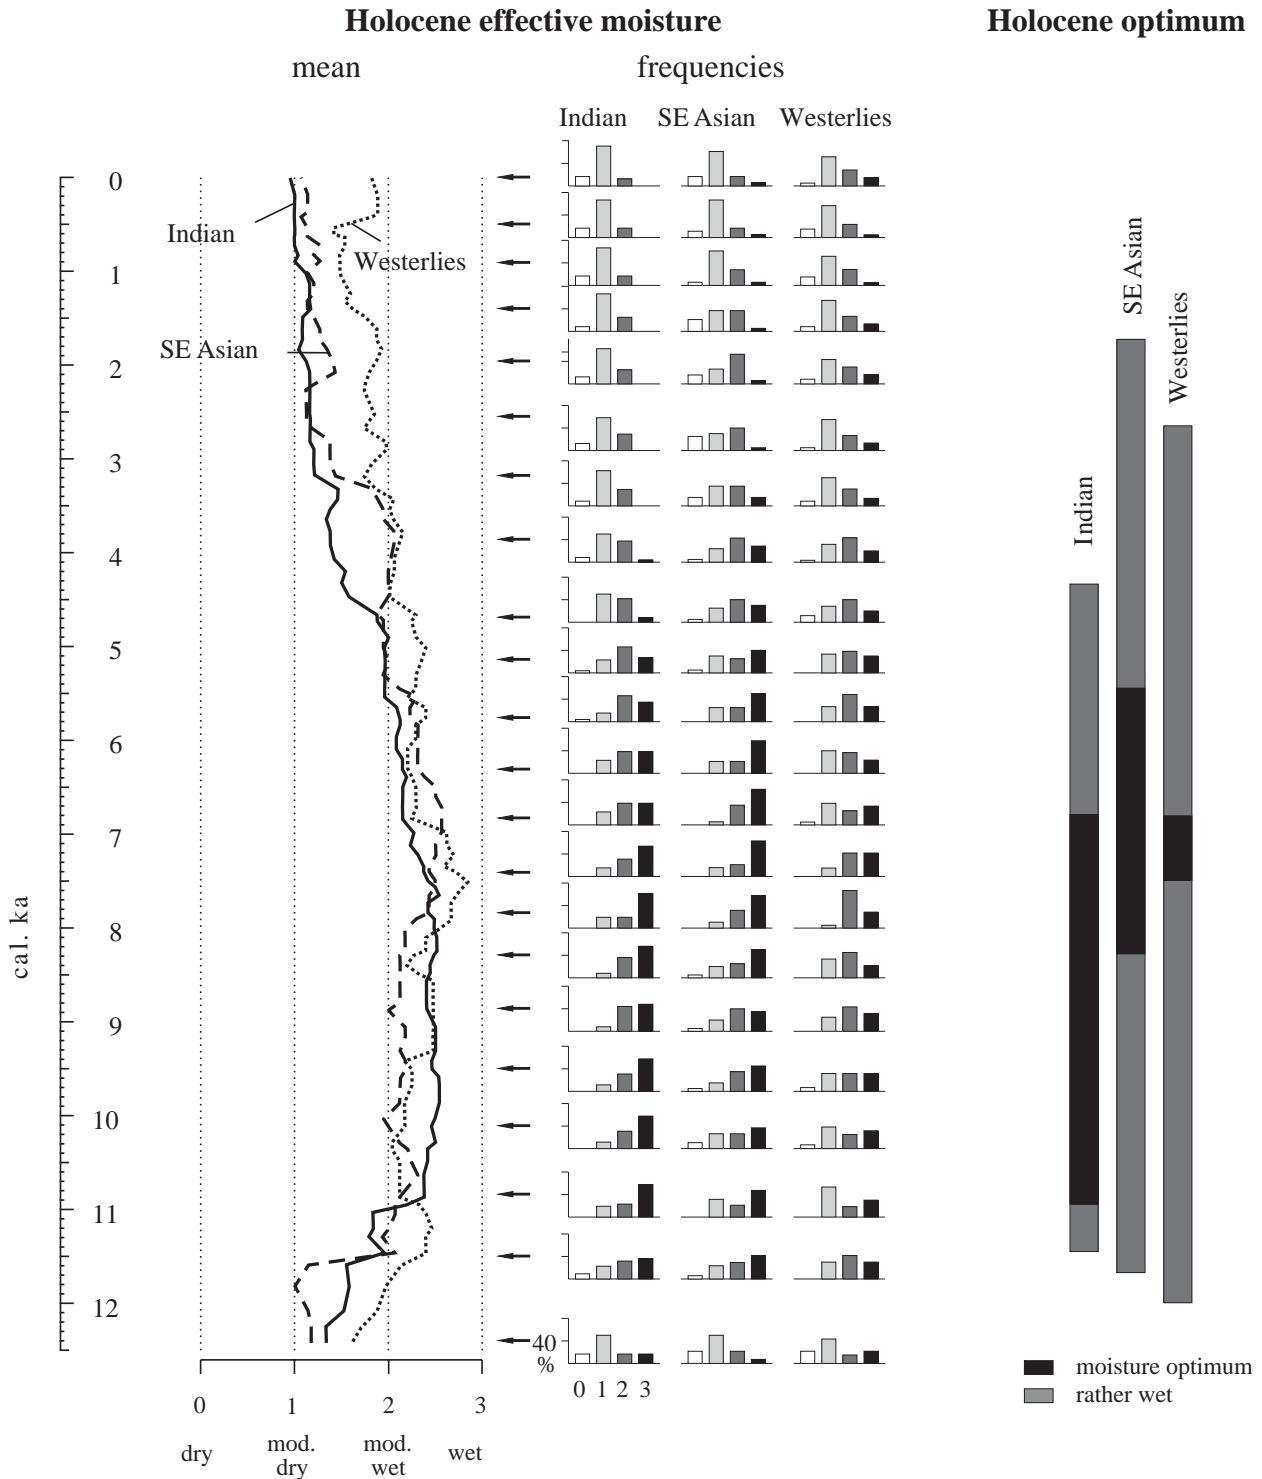 Holocene effective moisture
Holocene optimum
mean
frequencies
Indian
SE Asian
Westerlies
0
1
2
3
4
5
6
7
8
9
10
11
12
cal. ka
Indian
Westerlies
SE Asian
40
%
0 1 2 3
0
1
2
3
dry
mod.
dry
mod.
wet
wet
Indian
SE Asian
Westerlies
moisture optimum
rather wet